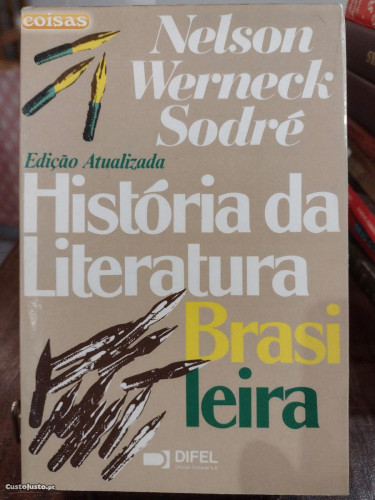 coisas
Nelson
Werneck
Sodré
Edição Atualizada
História da
Literatura
Brasi
leira
DIFEL
CustoJusto.pt